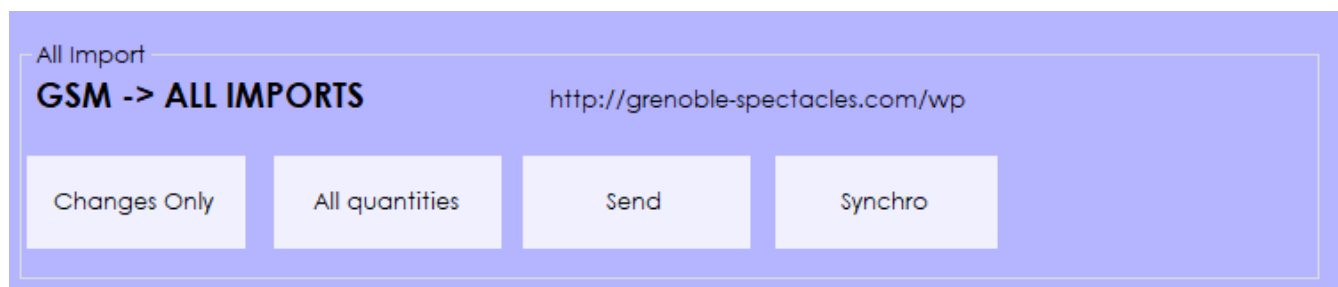 All Import
GSM -> ALL IMPORTS
http://grenoble-spectacles.com/wp
Changes Only
All quantities
Send
Synchro